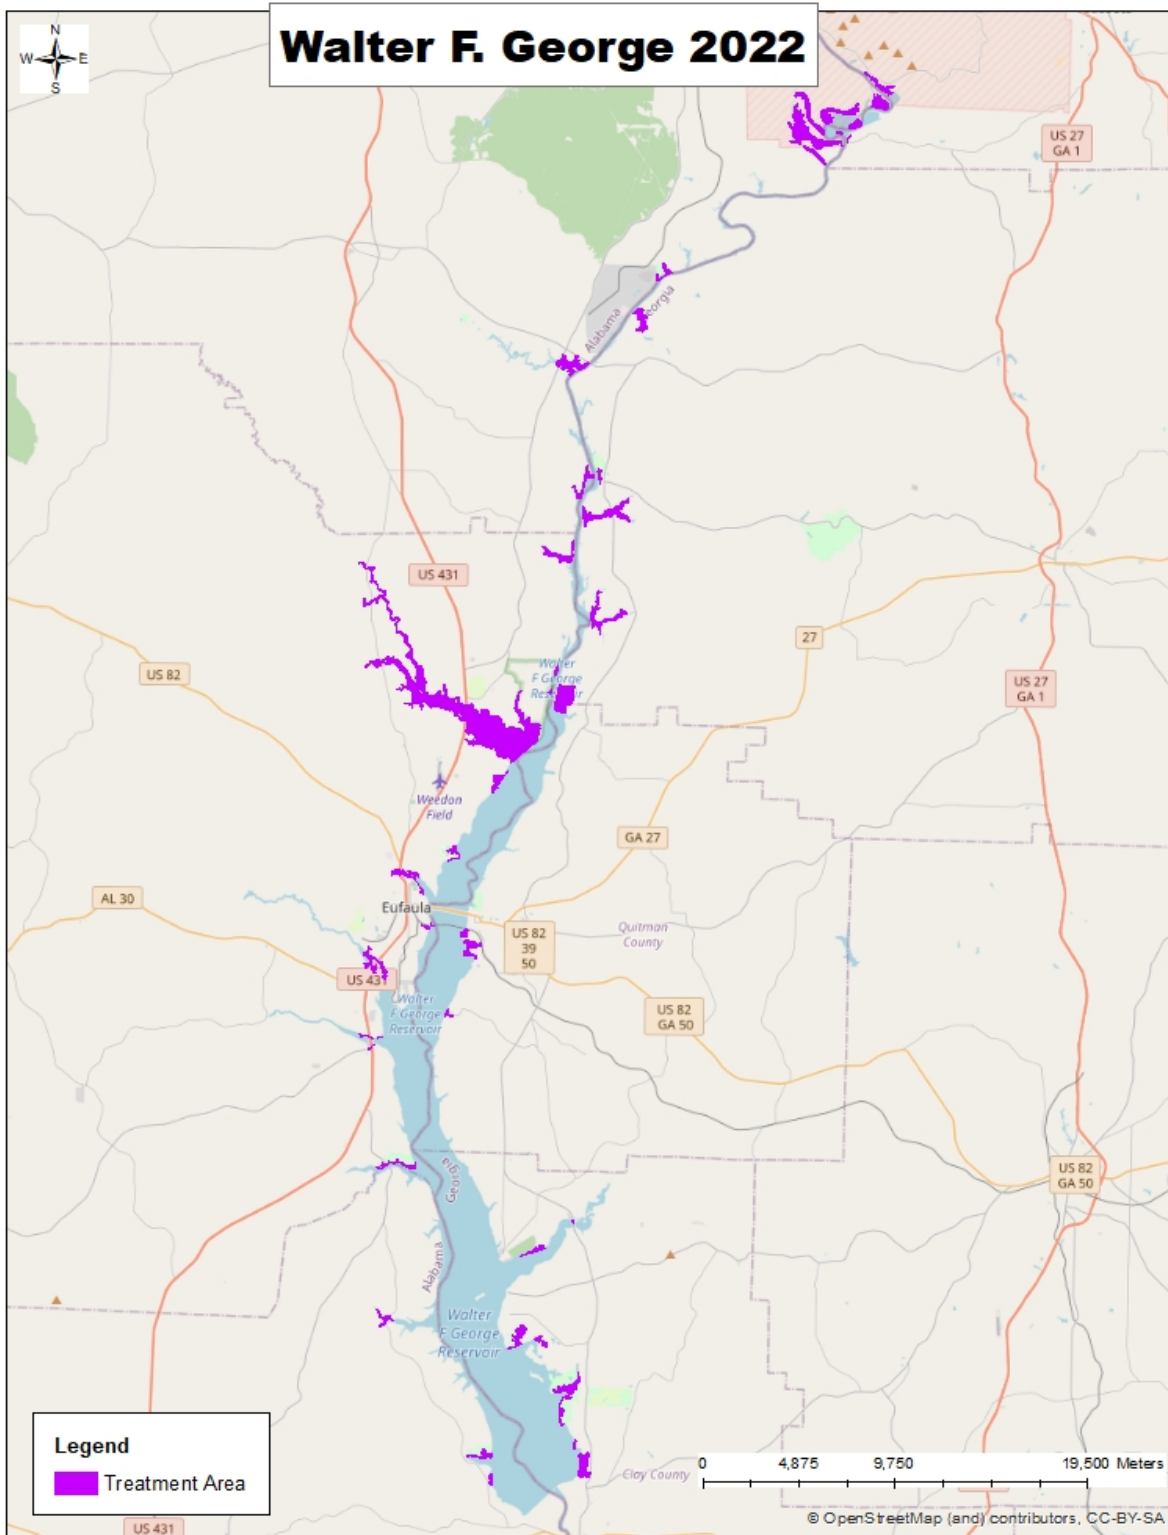 Walter F. George 2022
N
W E
S
US 27
GA 1
Alabama
Georgia
US 431
US 82
27
US 27
GA 1
Walter
F George
Reservoir
Weedon
Field
GA 27
AL 30
Eufaula
US 82
39
50
Quitman
County
US 431
Walter
F George
Reservoir
US 82
GA 50
Georgia
US 82
GA 50
Alabama
Walter
F George
Reservoir
Legend
Treatment Area
0 4,875 9,750 19,500 Meters
Clay County
US 431
© OpenStreetMap (and) contributors, CC-BY-SA